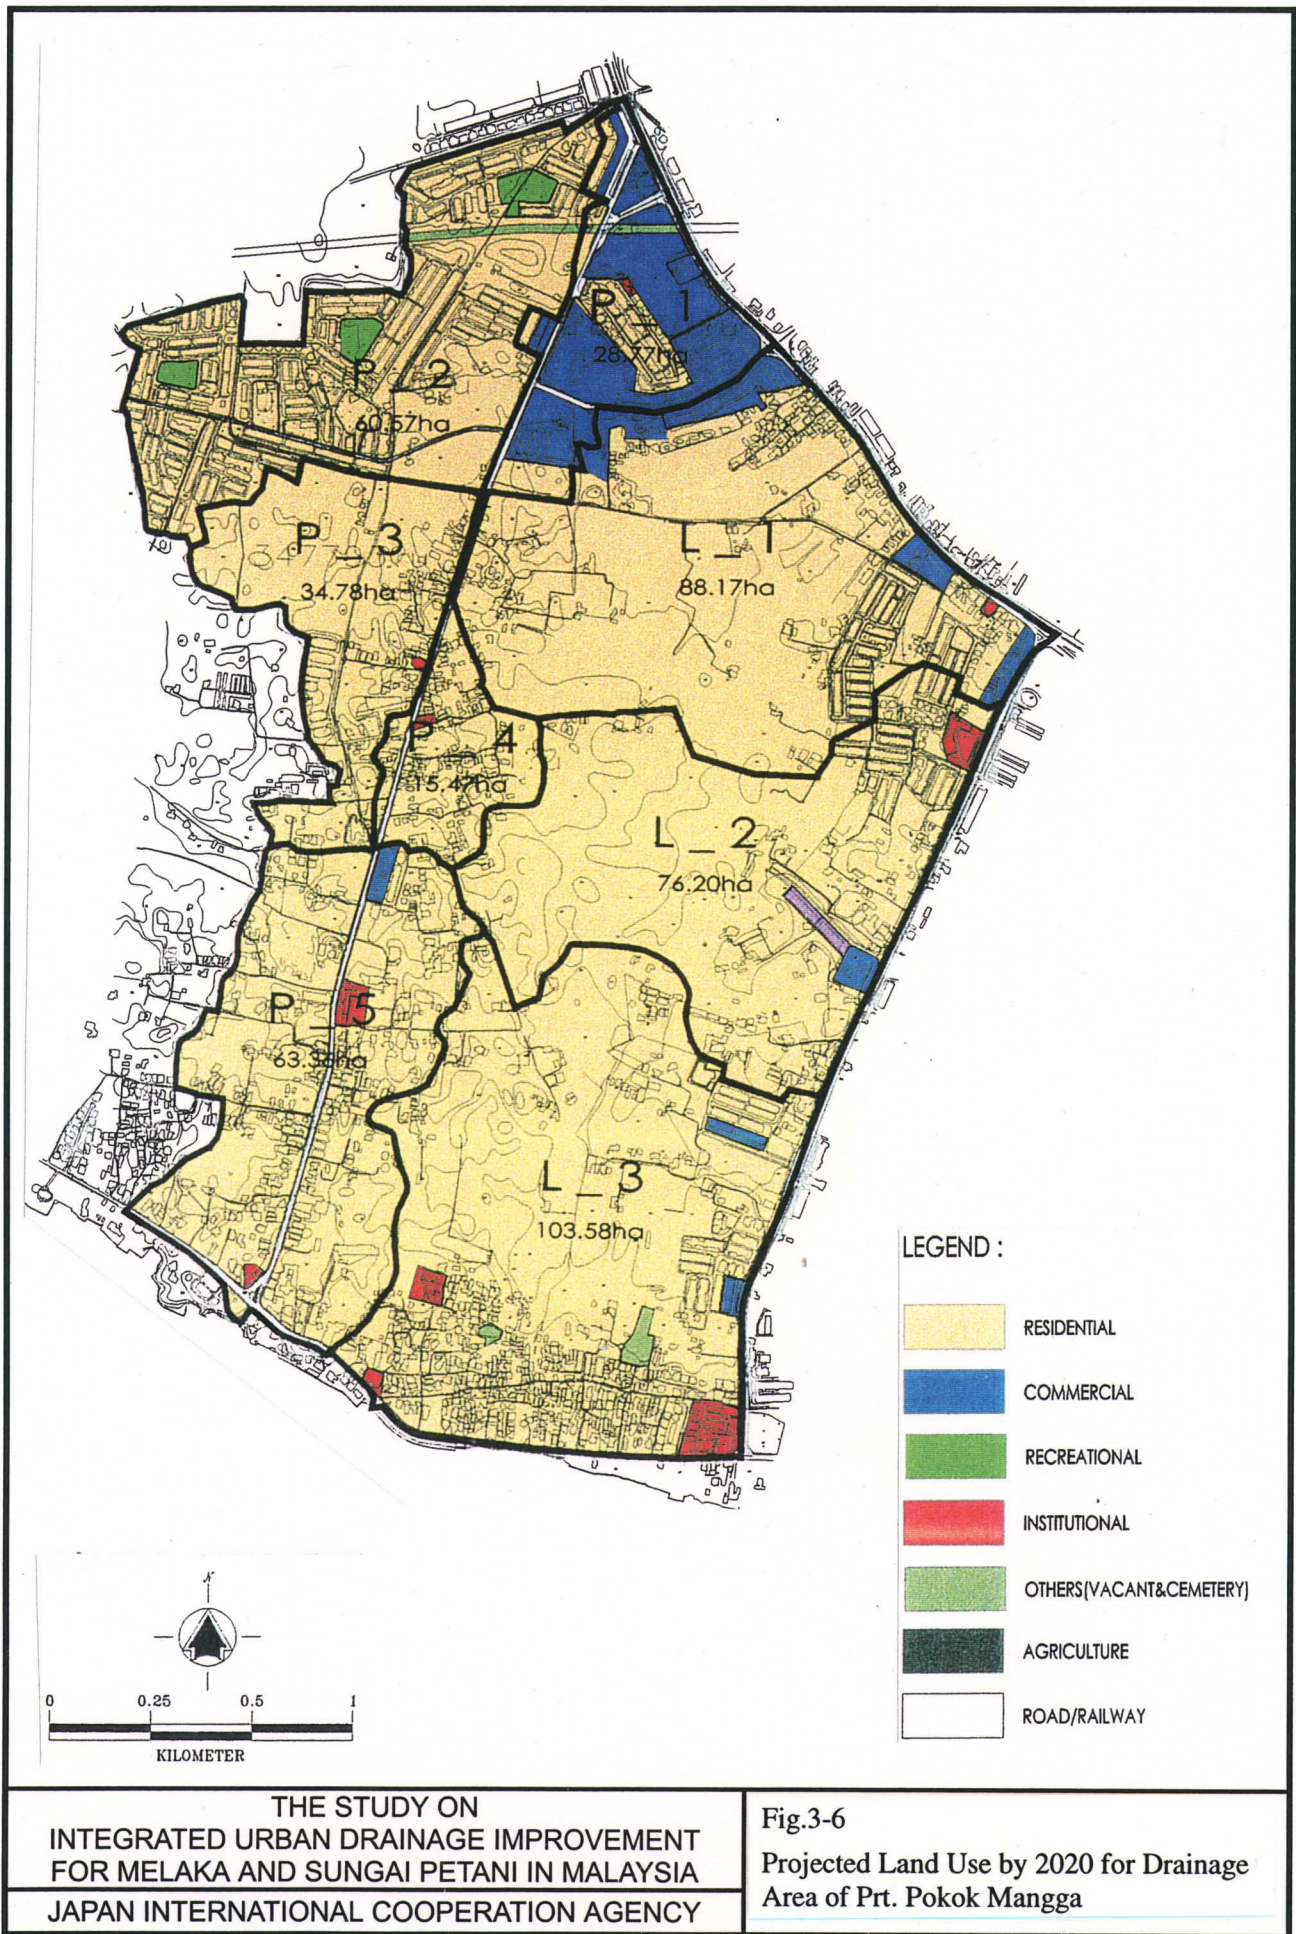 P_1
28.77ha
P_2
60.57ha
P_3
34.78ha
L_1
88.17ha
P_4
15.47ha
L_2
76.20ha
P_5
63.38ha
L_3
103.58ha
LEGEND :
RESIDENTIAL
COMMERCIAL
RECREATIONAL
INSTITUTIONAL
OTHERS(VACANT&CEMETERY)
AGRICULTURE
ROAD/RAILWAY
N
0 0.25 0.5 1
KILOMETER
THE STUDY ON
INTEGRATED URBAN DRAINAGE IMPROVEMENT
FOR MELAKA AND SUNGAI PETANI IN MALAYSIA
JAPAN INTERNATIONAL COOPERATION AGENCY
Fig.3-6
Projected Land Use by 2020 for Drainage
Area of Prt. Pokok Mangga